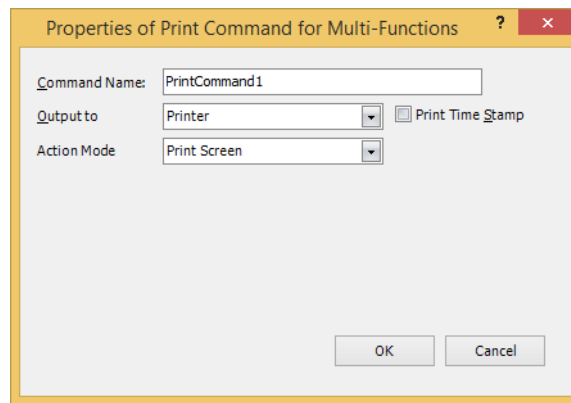 Properties of Print Command for Multi-Functions ? ×
Command Name: PrintCommand1
Output to Printer Print Time Stamp
Action Mode Print Screen
OK Cancel